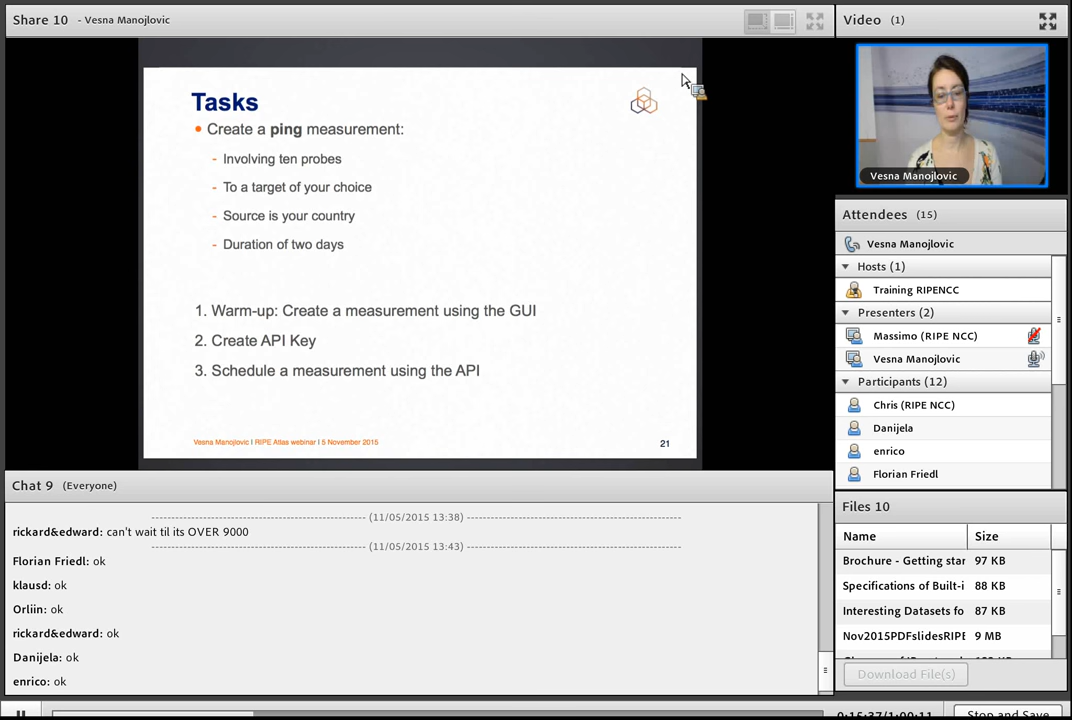 Share 10 - Vesna Manojlovic
Tasks
• Create a ping measurement:
- Involving ten probes
- To a target of your choice
- Source is your country
- Duration of two days
1. Warm-up: Create a measurement using the GUI
2. Create API Key
3. Schedule a measurement using the API
Vesna Manojlovic I RIPE Atlas webinar I 5 November 2015
21
Chat 9 (Everyone)
(11/05/2015 13:38)
rickard&edward: can't wait til its OVER 9000
(11/05/2015 13:43)
Florian Friedl: ok
klausd: ok
Orliin: ok
rickard&edward: ok
Danijela: ok
enrico: ok
Video (1)
Vesna Manojlovic
Attendees (15)
Vesna Manojlovic
Hosts (1)
Training RIPENCC
Presenters (2)
Massimo (RIPE NCC)
Vesna Manojlovic
Participants (12)
Chris (RIPE NCC)
Danijela
enrico
Florian Friedl
Files 10
Name Size
Brochure - Getting star 97 KB
Specifications of Built-i 88 KB
Interesting Datasets fo 87 KB
Nov2015PDFslidesRIPE 9 MB
Download File(s)
0:15:37/1:00:11
Stop and Save